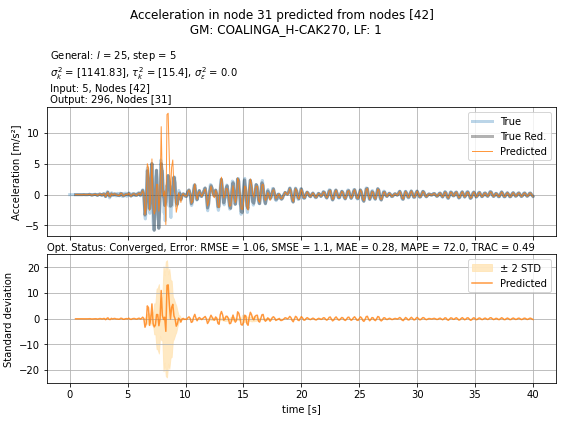 Acceleration in node 31 predicted from nodes [42]
GM: COALINGA_H-CAK270, LF: 1
General: l = 25, step = 5
σ²ₖ = [1141.83], τ²ₖ = [15.4], σ²ε = 0.0
Input: 5, Nodes [42]
Output: 296, Nodes [31]
Acceleration [m/s²]
10
5
0
−5
True
True Red.
Predicted
Opt. Status: Converged, Error: RMSE = 1.06, SMSE = 1.1, MAE = 0.28, MAPE = 72.0, TRAC = 0.49
Standard deviation
20
10
0
−10
−20
± 2 STD
Predicted
0 5 10 15 20 25 30 35 40
time [s]